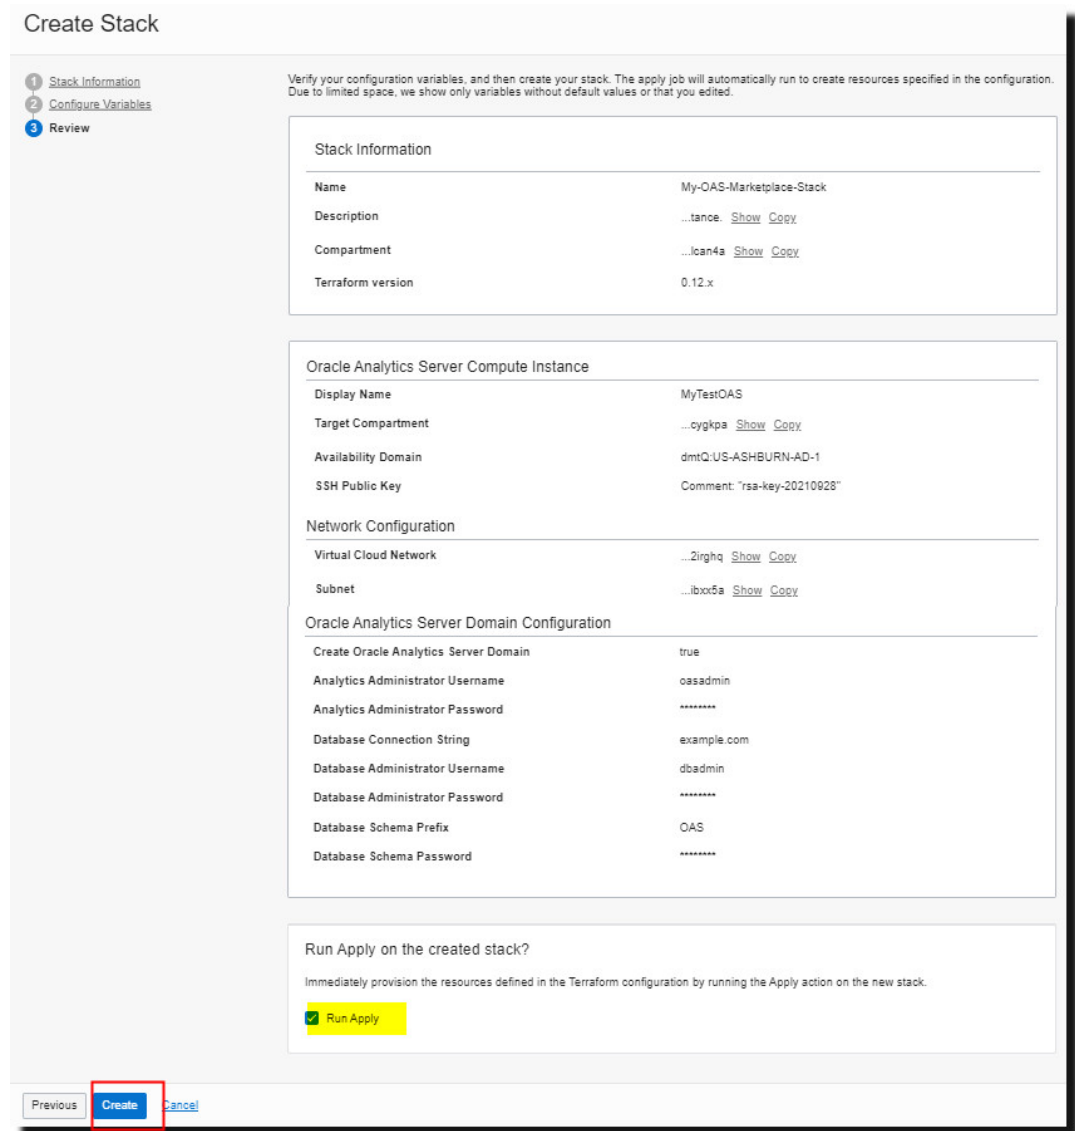 Create Stack
1 Stack Information
2 Configure Variables
3 Review
Verify your configuration variables, and then create your stack. The apply job will automatically run to create resources specified in the configuration.
Due to limited space, we show only variables without default values or that you edited.
Stack Information
Name My-OAS-Marketplace-Stack
Description ...tance. Show Copy
Compartment ...lcan4a Show Copy
Terraform version 0.12.x
Oracle Analytics Server Compute Instance
Display Name MyTestOAS
Target Compartment ...cygkpa Show Copy
Availability Domain dmtQ:US-ASHBURN-AD-1
SSH Public Key Comment: "rsa-key-20210928"
Network Configuration
Virtual Cloud Network ...2irghq Show Copy
Subnet ...ibxx5a Show Copy
Oracle Analytics Server Domain Configuration
Create Oracle Analytics Server Domain true
Analytics Administrator Username oasadmin
Analytics Administrator Password ********
Database Connection String example.com
Database Administrator Username dbadmin
Database Administrator Password ********
Database Schema Prefix OAS
Database Schema Password ********
Run Apply on the created stack?
Immediately provision the resources defined in the Terraform configuration by running the Apply action on the new stack.
Run Apply
Previous Create Cancel